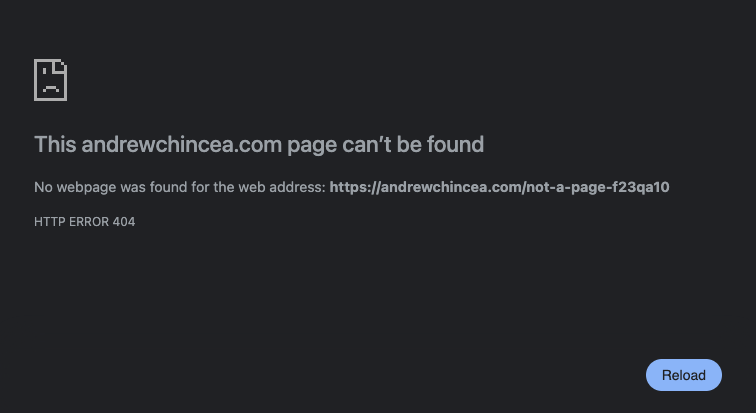 This andrewchincea.com page can’t be found
No webpage was found for the web address: https://andrewchincea.com/not-a-page-f23qa10
HTTP ERROR 404
Reload